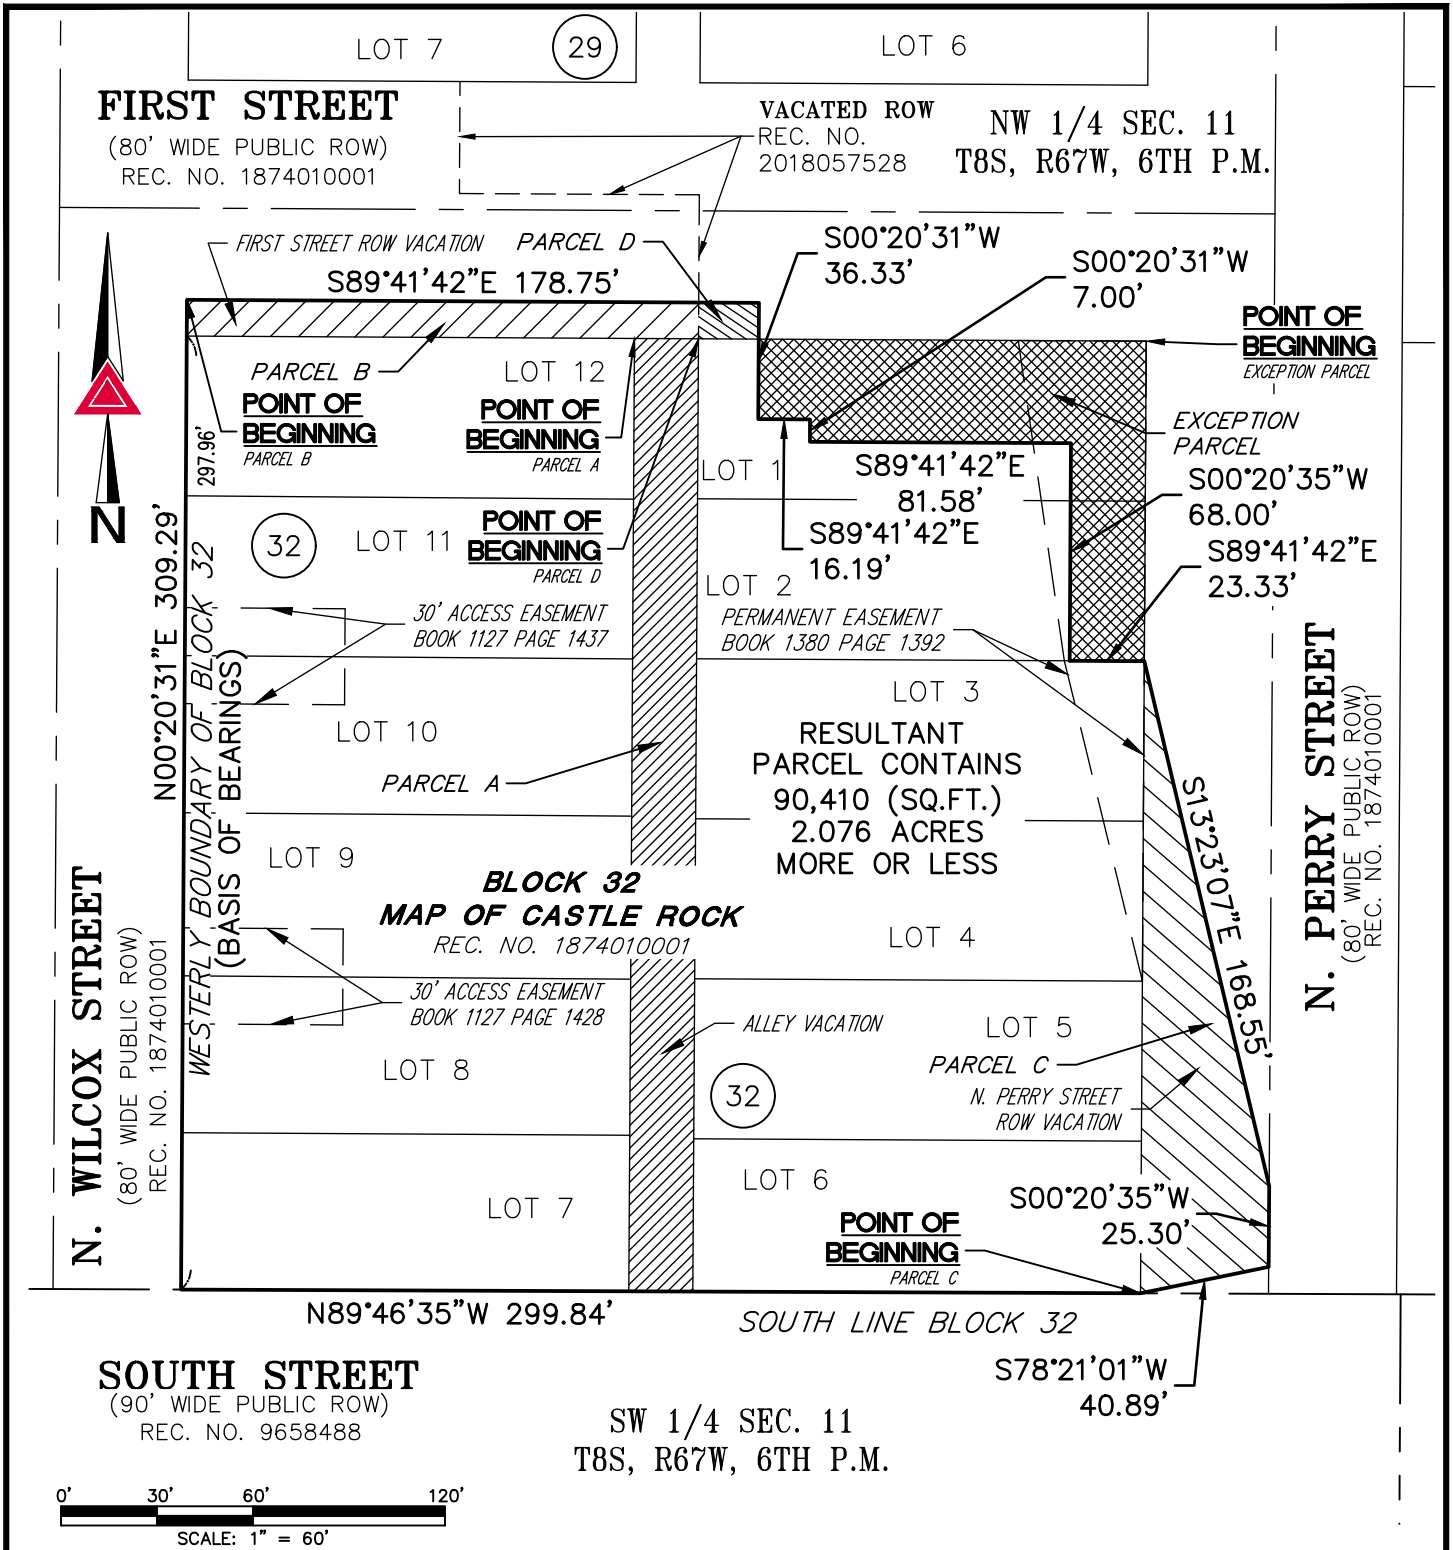 LOT 7
29
LOT 6
FIRST STREET
(80' WIDE PUBLIC ROW)
REC. NO. 1874010001
VACATED ROW
REC. NO.
2018057528
NW 1/4 SEC. 11
T8S, R67W, 6TH P.M.
FIRST STREET ROW VACATION
PARCEL D
S89°41'42"E 178.75'
S00°20'31"W
36.33'
S00°20'31"W
7.00'
POINT OF
BEGINNING
EXCEPTION PARCEL
PARCEL B
POINT OF
BEGINNING
PARCEL B
297.96'
LOT 12
POINT OF
BEGINNING
PARCEL A
EXCEPTION
PARCEL
LOT 1
S89°41'42"E
81.58'
S00°20'35"W
68.00'
N
32
LOT 11
POINT OF
BEGINNING
PARCEL D
S89°41'42"E
16.19'
S89°41'42"E
23.33'
LOT 2
30' ACCESS EASEMENT
BOOK 1127 PAGE 1437
PERMANENT EASEMENT
BOOK 1380 PAGE 1392
N00°20'31"E 309.29'
WESTERLY BOUNDARY OF BLOCK 32
(BASIS OF BEARINGS)
LOT 3
LOT 10
PARCEL A
RESULTANT
PARCEL CONTAINS
90,410 (SQ.FT.)
2.076 ACRES
MORE OR LESS
N. PERRY STREET
(80' WIDE PUBLIC ROW)
REC. NO. 1874010001
S13°23'07"E 168.55'
LOT 9
BLOCK 32
MAP OF CASTLE ROCK
REC. NO. 1874010001
LOT 4
N. WILCOX STREET
(80' WIDE PUBLIC ROW)
REC. NO. 1874010001
30' ACCESS EASEMENT
BOOK 1127 PAGE 1428
ALLEY VACATION
LOT 5
LOT 8
PARCEL C
32
N. PERRY STREET
ROW VACATION
LOT 7
LOT 6
S00°20'35"W
25.30'
POINT OF
BEGINNING
PARCEL C
N89°46'35"W 299.84'
SOUTH LINE BLOCK 32
SOUTH STREET
(90' WIDE PUBLIC ROW)
REC. NO. 9658488
S78°21'01"W
40.89'
SW 1/4 SEC. 11
T8S, R67W, 6TH P.M.
0' 30' 60' 120'
SCALE: 1" = 60'